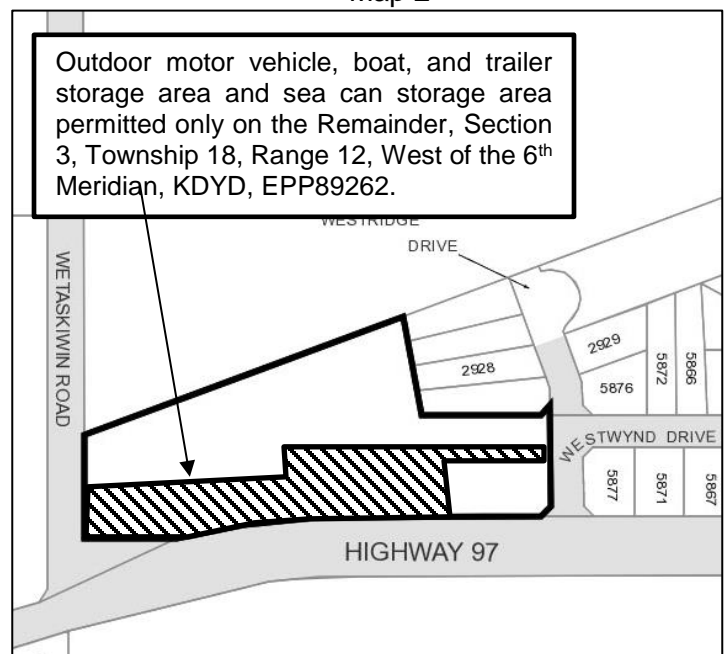 Outdoor motor vehicle, boat, and trailer
storage area and sea can storage area
permitted only on the Remainder, Section
3, Township 18, Range 12, West of the 6th
Meridian, KDYD, EPP89262.
WESTRIDGE
DRIVE
WETASKIWIN ROAD
2928
2929
5876
5872
5866
WESTWYND DRIVE
5877
5871
5867
HIGHWAY 97